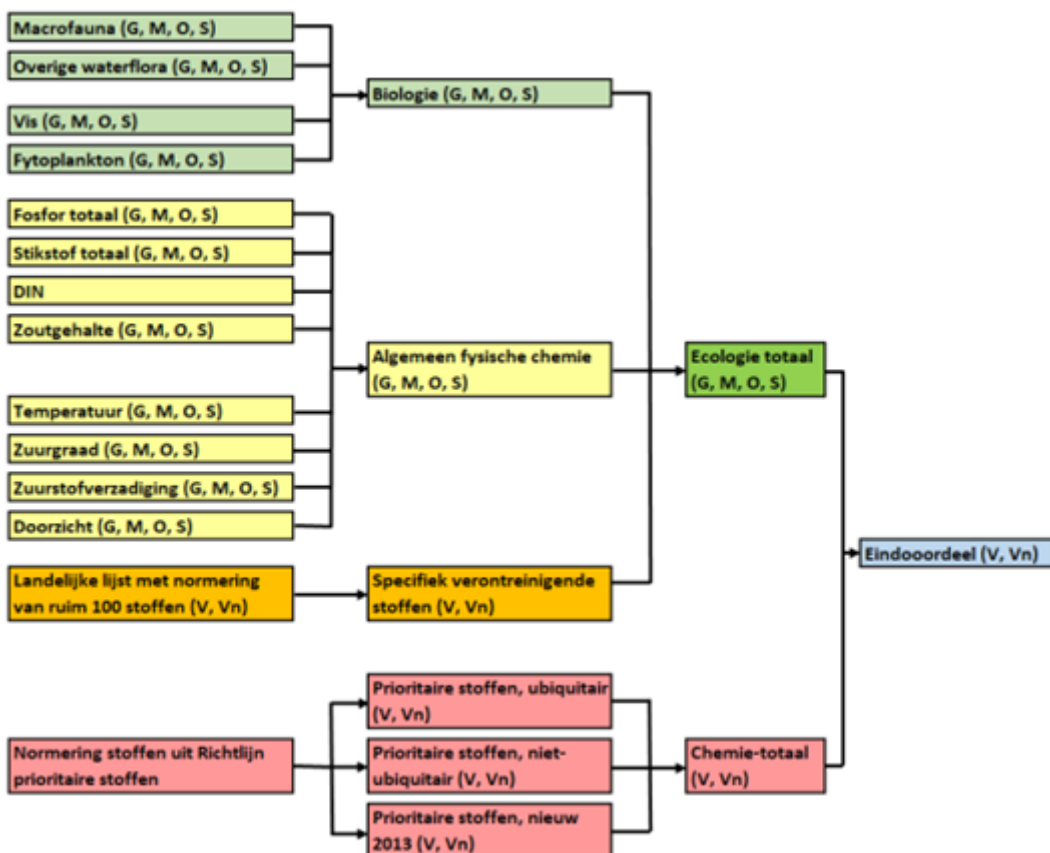 Macrofauna (G, M, O, S)
Overige waterflora (G, M, O, S)
Vis (G, M, O, S)
Fytoplankton (G, M, O, S)
Biologie (G, M, O, S)
Fosfor totaal (G, M, O, S)
Stikstof totaal (G, M, O, S)
DIN
Zoutgehalte (G, M, O, S)
Temperatuur (G, M, O, S)
Zuurgraad (G, M, O, S)
Zuurstofverzadiging (G, M, O, S)
Doorzicht (G, M, O, S)
Algemeen fysische chemie
(G, M, O, S)
Ecologie totaal
(G, M, O, S)
Landelijke lijst met normering
van ruim 100 stoffen (V, Vn)
Specifiek verontreinigende
stoffen (V, Vn)
Eindooordeel (V, Vn)
Normering stoffen uit Richtlijn
prioritaire stoffen
Prioritaire stoffen, ubiquitair
(V, Vn)
Prioritaire stoffen, niet-
ubiquitair (V, Vn)
Prioritaire stoffen, nieuw
2013 (V, Vn)
Chemie-totaal
(V, Vn)